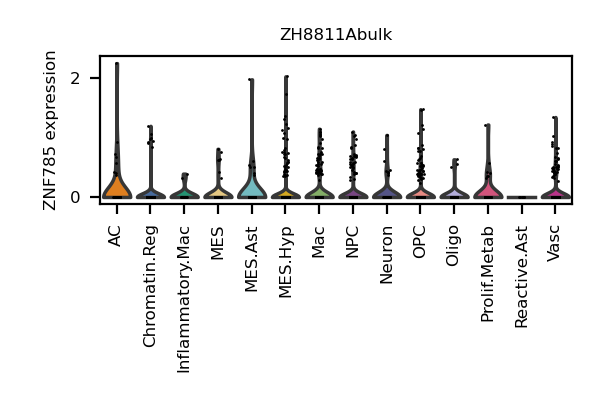 ZH8811Abulk
ZNF785 expression
2
0
AC
Chromatin.Reg
Inflammatory.Mac
MES
MES.Ast
MES.Hyp
Mac
NPC
Neuron
OPC
Oligo
Prolif.Metab
Reactive.Ast
Vasc